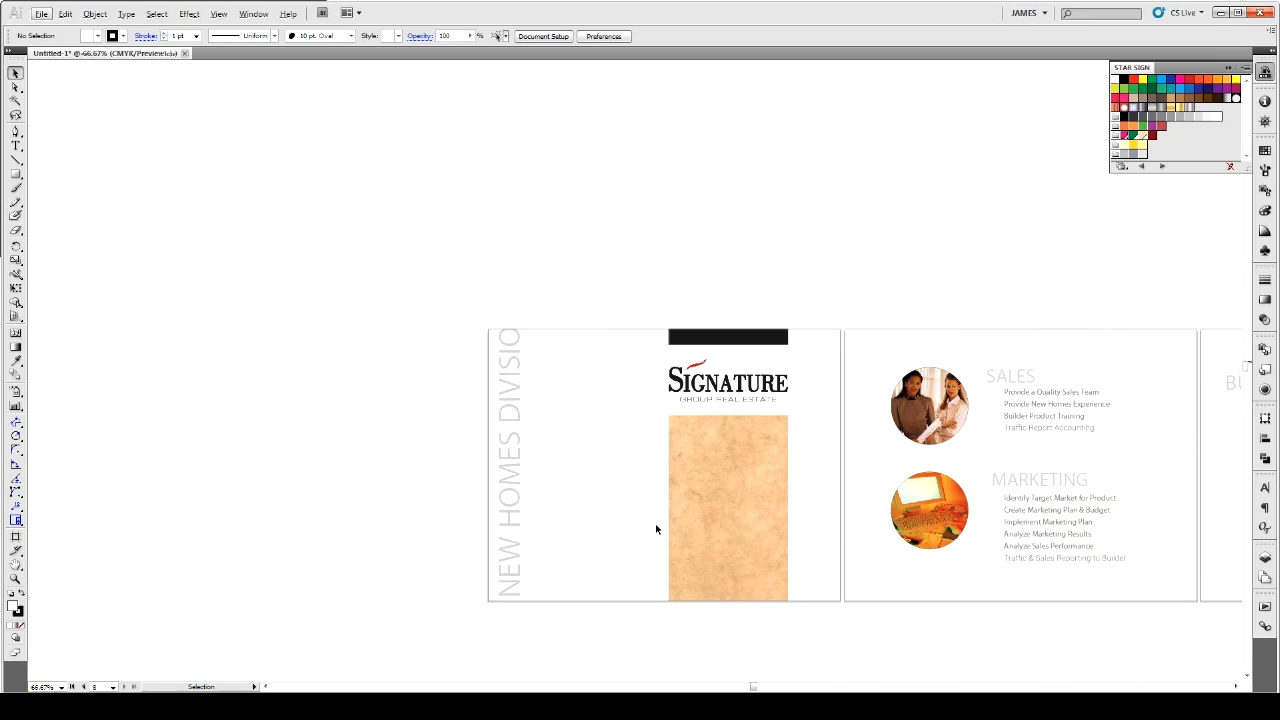 Ai File Edit Object Type Select Effect View Window Help Br JAMES CS Live
No Selection Stroke: 1 pt Uniform 10 pt. Oval Style: Opacity: 100 % Document Setup Preferences
STAR SIGN
NEW HOMES DIVISIO
SIGNATURE
GROUP REAL ESTATE
SALES
Provide a Quality Sales Team
Provide New Homes Experience
Builder Product Training
Traffic Report Accounting
MARKETING
Identify Target Market for Product
Create Marketing Plan & Budget
Implement Marketing Plan
Analyze Marketing Results
Analyze Sales Performance
Traffic & Sales Reporting to Builder
BU
66.67% 8 Selection